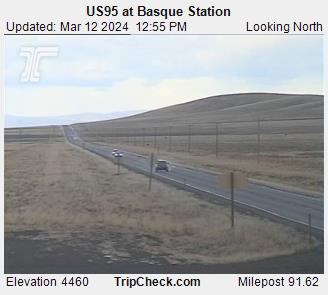 US95 at Basque Station
Updated: Mar 12 2024 12:55 PM Looking North
Elevation 4460 TripCheck.com Milepost 91.62